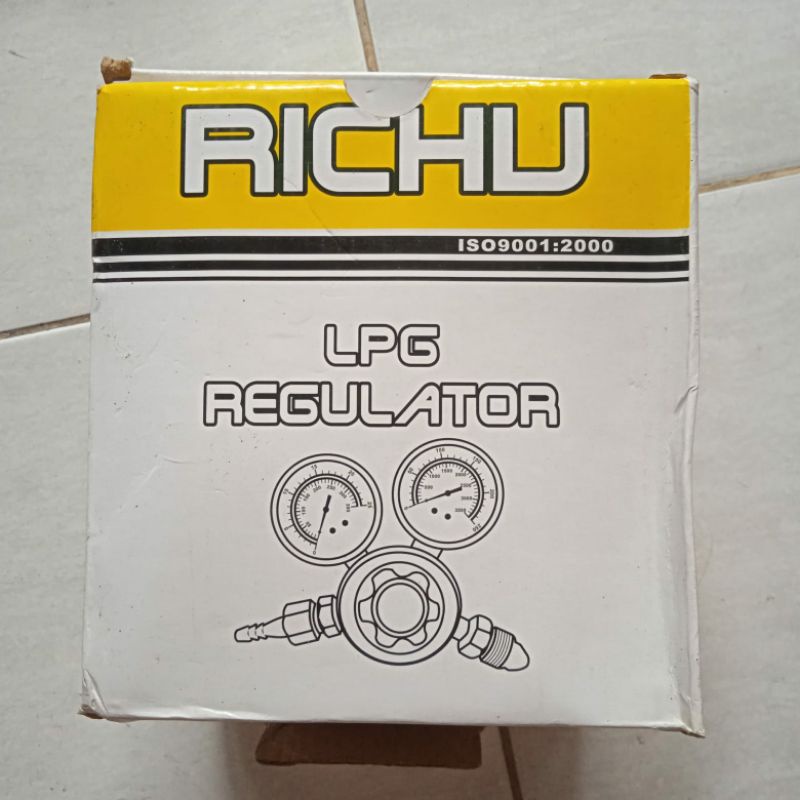 RICHU
ISO9001:2000
LPG
REGULATOR